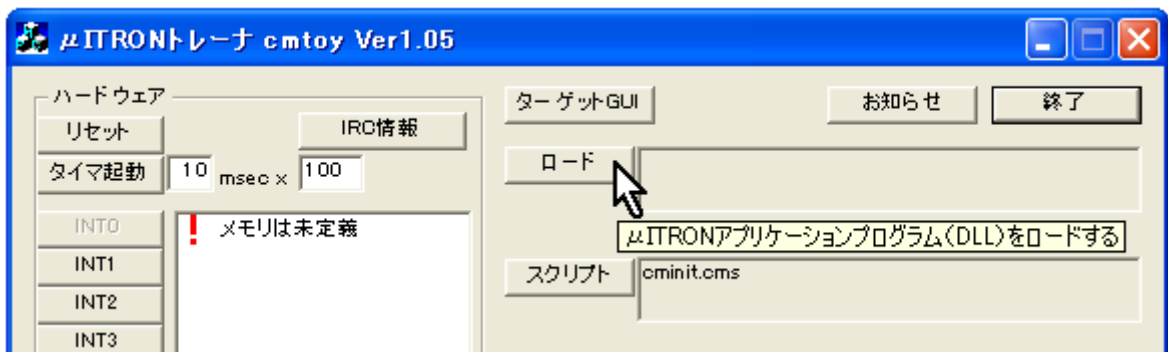 μITRONトレーナ cmtoy Ver1.05
ハードウェア
リセット
IRC情報
タイマ起動 10 msec x 100
INT0
INT1
INT2
INT3
! メモリは未定義
ターゲットGUI
お知らせ
終了
ロード
μITRONアプリケーションプログラム(DLL)をロードする
スクリプト
cminit.cms